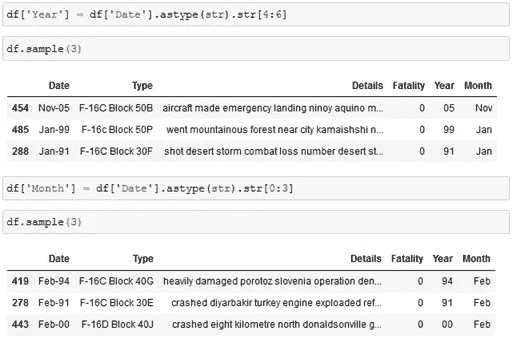 df['Year'] = df['Date'].astype(str).str[4:6]
df.sample(3)
Date Type Details Fatality Year Month
454 Nov-05 F-16C Block 50B aircraft made emergency landing ninoy aquino m... 0 05 Nov
485 Jan-99 F-16c Block 50P went mountainous forest near city kamaishshi n... 0 99 Jan
288 Jan-91 F-16C Block 30F shot desert storm combat loss number desert st... 0 91 Jan
df['Month'] = df['Date'].astype(str).str[0:3]
df.sample(3)
Date Type Details Fatality Year Month
419 Feb-94 F-16C Block 40G heavily damaged porotoz slovenia operation den... 0 94 Feb
278 Feb-91 F-16C Block 30E crashed diyarbakir turkey engine exploaded ref... 0 91 Feb
443 Feb-00 F-16D Block 40J crashed eight kilometre north donaldsonville g... 0 00 Feb